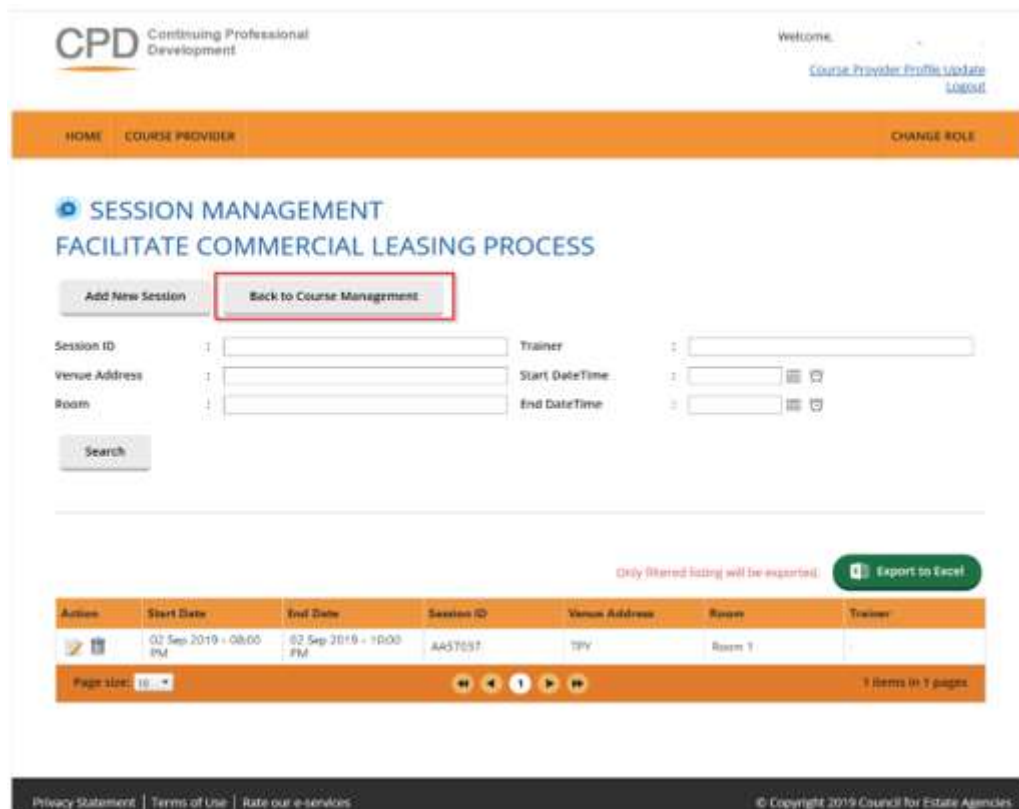 CPD Continuing Professional
Development
Welcome,
Course Provider Profile Update
Logout
HOME COURSE PROVIDER CHANGE ROLE
SESSION MANAGEMENT
FACILITATE COMMERCIAL LEASING PROCESS
Add New Session Back to Course Management
Session ID : Trainer :
Venue Address : Start DateTime :
Room : End DateTime :
Search
Only filtered listing will be exported. Export to Excel
Action Start Date End Date Session ID Venue Address Room Trainer
02 Sep 2019 - 08:00 PM 02 Sep 2019 - 10:00 PM AA57037 TPY Room 1
Page size: 10 1 1 items in 1 pages
Privacy Statement | Terms of Use | Rate our e-services © Copyright 2019 Council for Estate Agencies